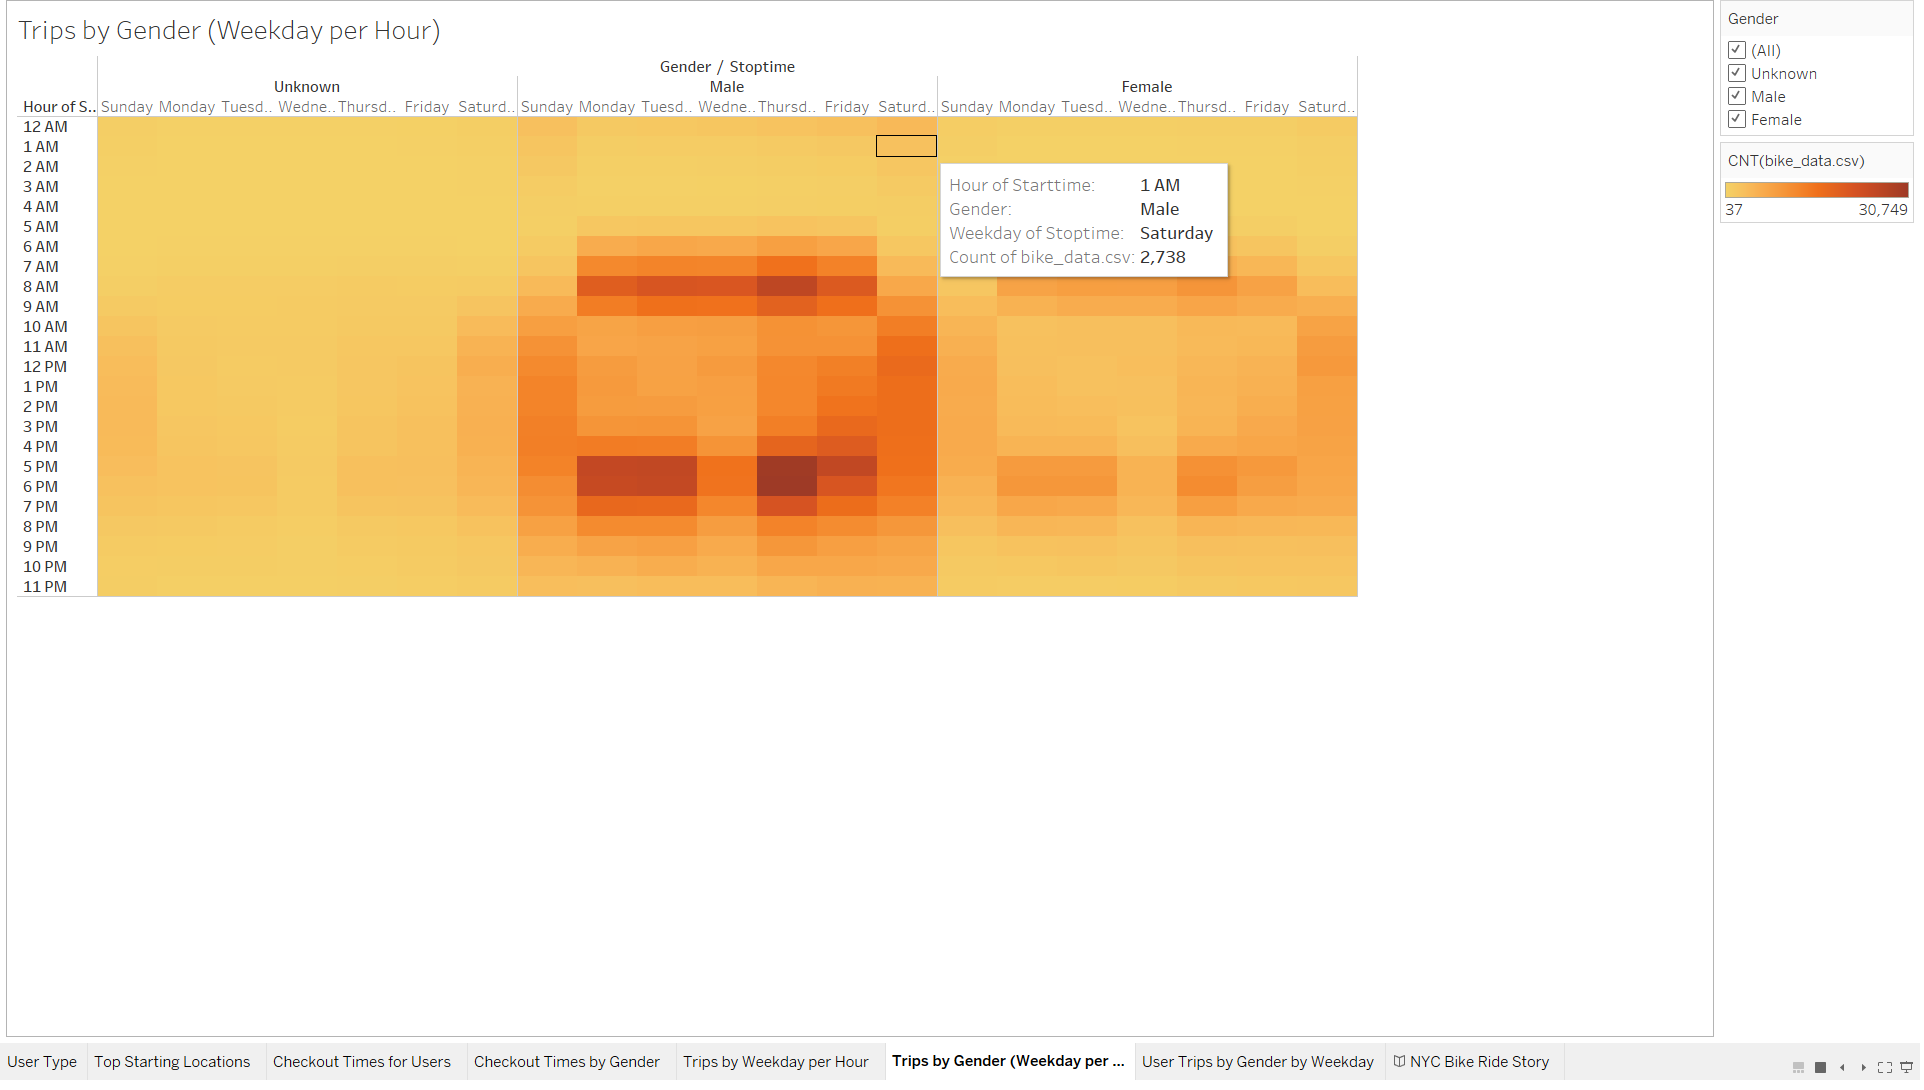 Trips by Gender (Weekday per Hour)
Gender / Stoptime
Unknown Male Female
Hour of S.. Sunday Monday Tuesd.. Wedne.. Thursd.. Friday Saturd.. Sunday Monday Tuesd.. Wedne.. Thursd.. Friday Saturd.. Sunday Monday Tuesd.. Wedne.. Thursd.. Friday Saturd..
12 AM
1 AM
2 AM
3 AM
4 AM
5 AM
6 AM
7 AM
8 AM
9 AM
10 AM
11 AM
12 PM
1 PM
2 PM
3 PM
4 PM
5 PM
6 PM
7 PM
8 PM
9 PM
10 PM
11 PM
Hour of Starttime: 1 AM
Gender: Male
Weekday of Stoptime: Saturday
Count of bike_data.csv: 2,738
Gender
(All)
Unknown
Male
Female
CNT(bike_data.csv)
37 30,749
User Type Top Starting Locations Checkout Times for Users Checkout Times by Gender Trips by Weekday per Hour Trips by Gender (Weekday per ... User Trips by Gender by Weekday NYC Bike Ride Story